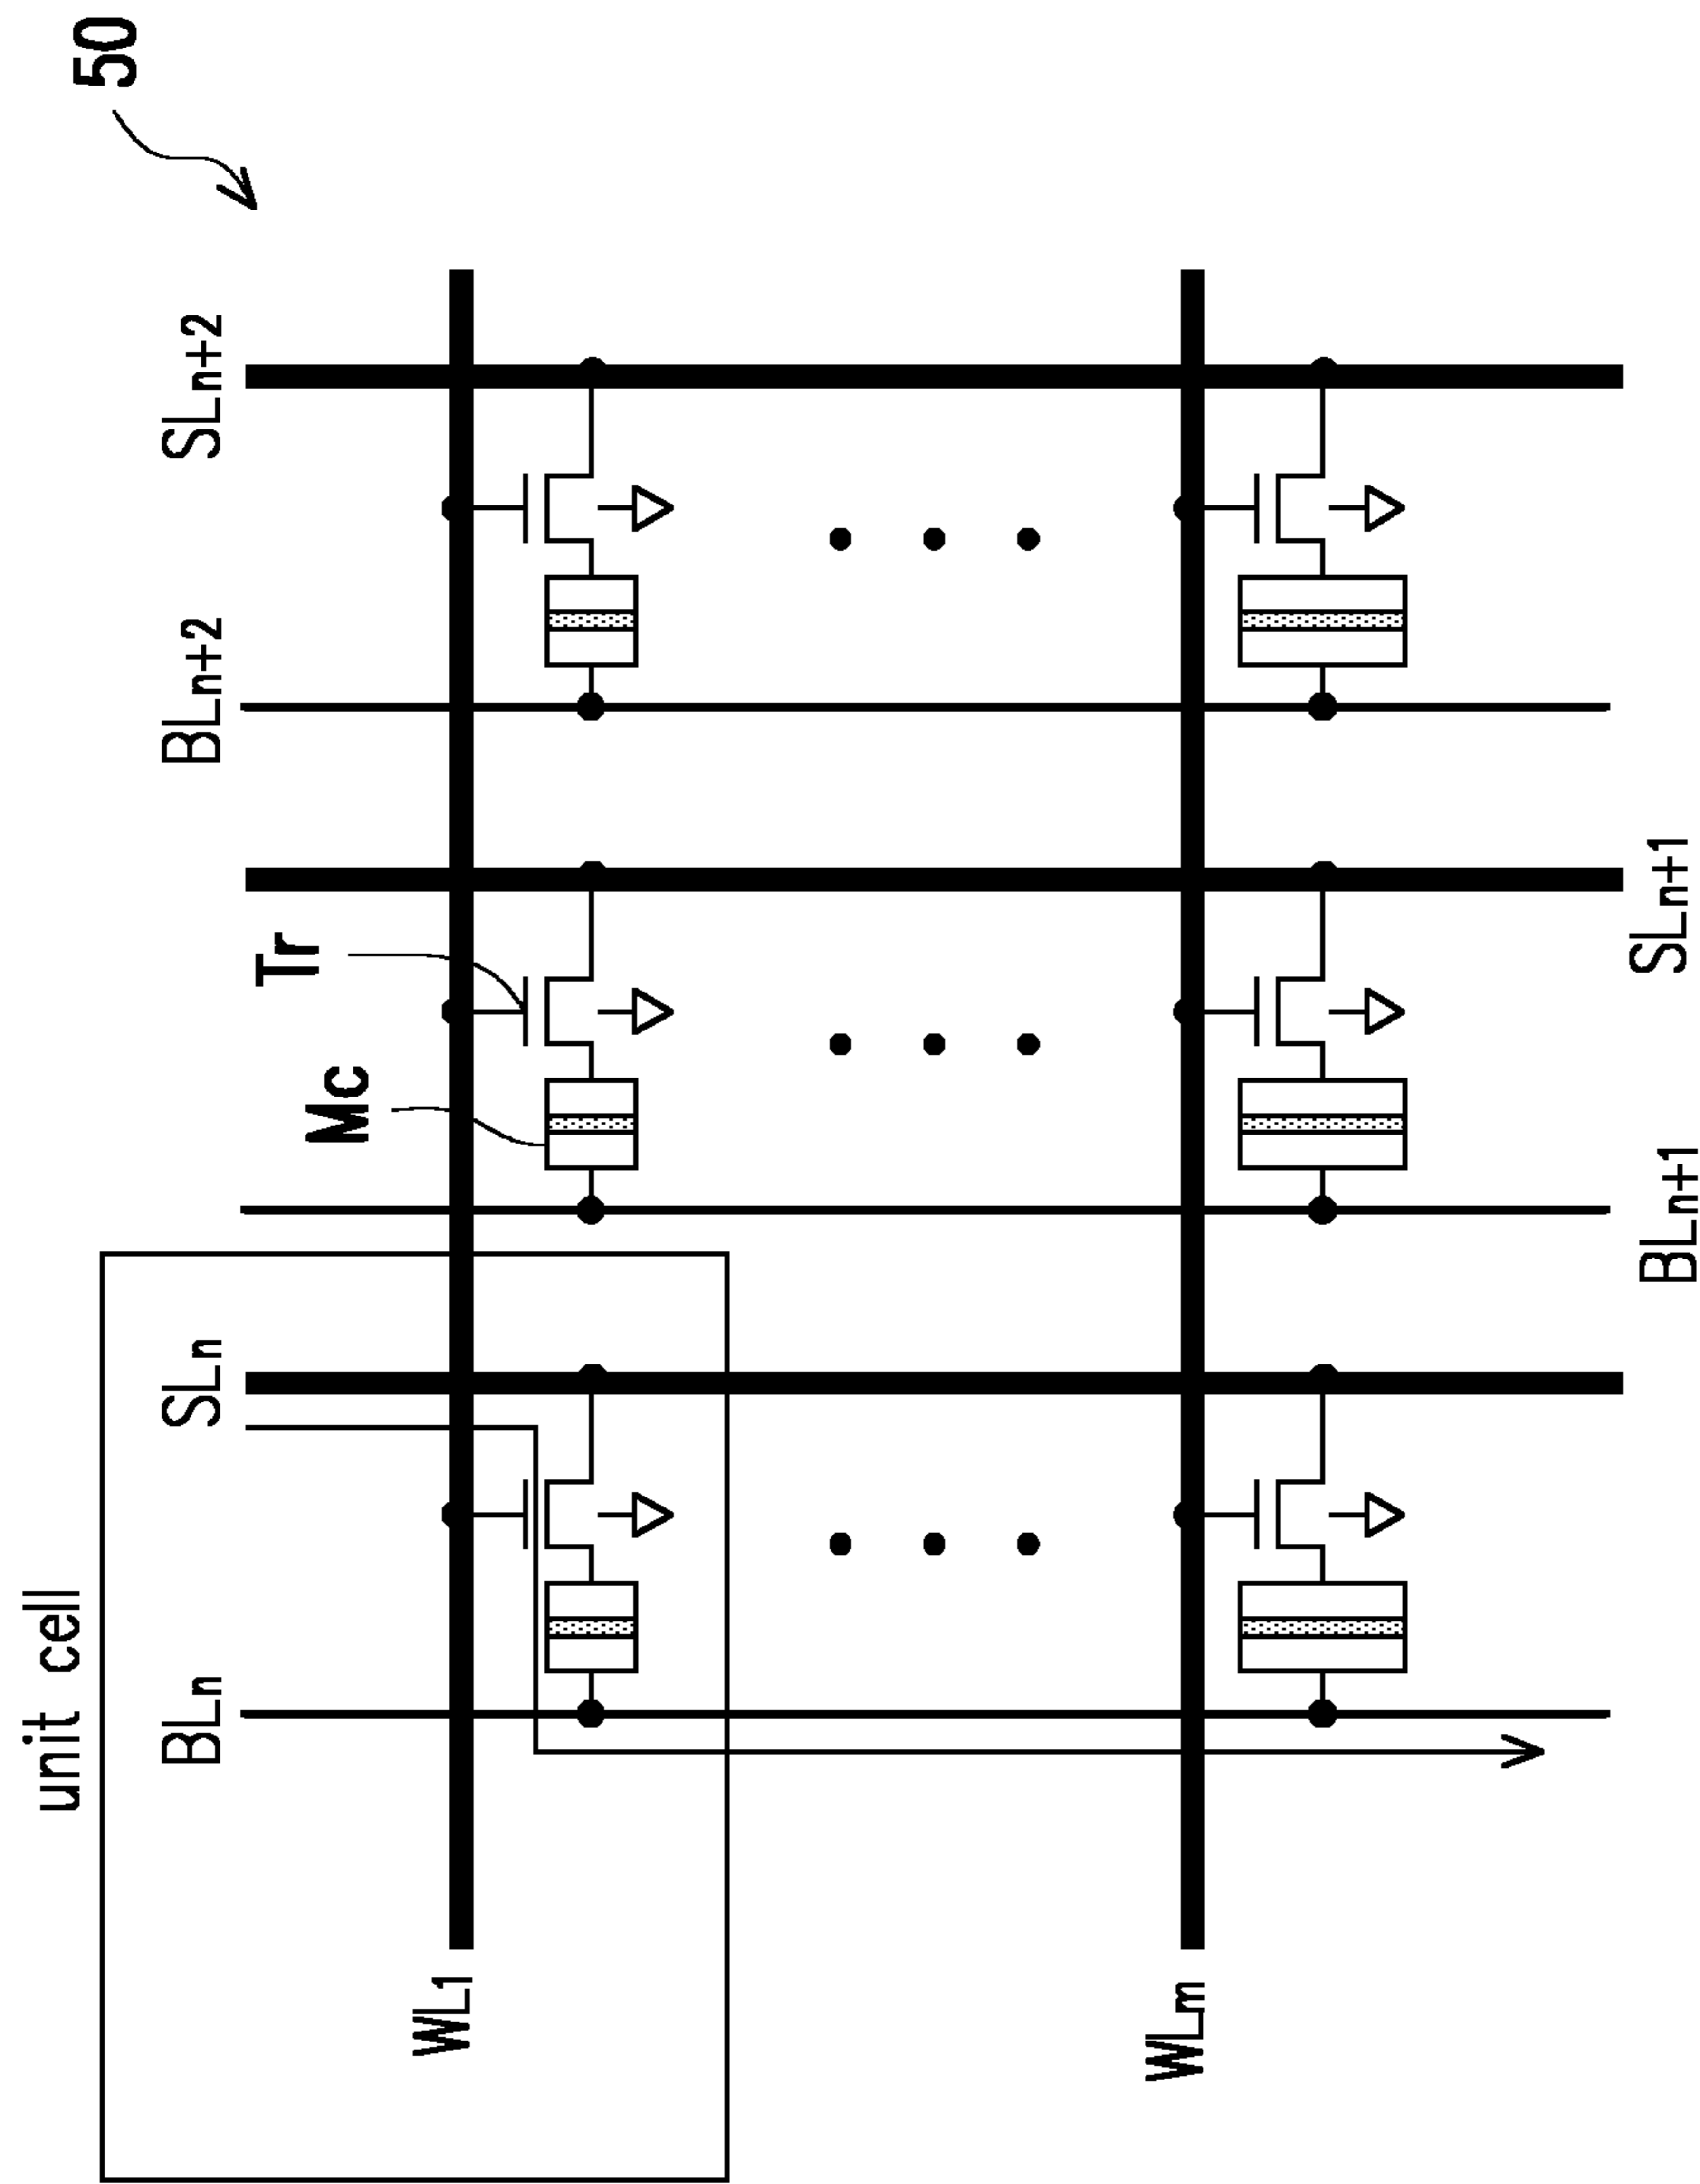 50
unit cell
BLn
SLn
BLn+2
SLn+2
Tr
Mc
WL1
WLm
BLn+1
SLn+1